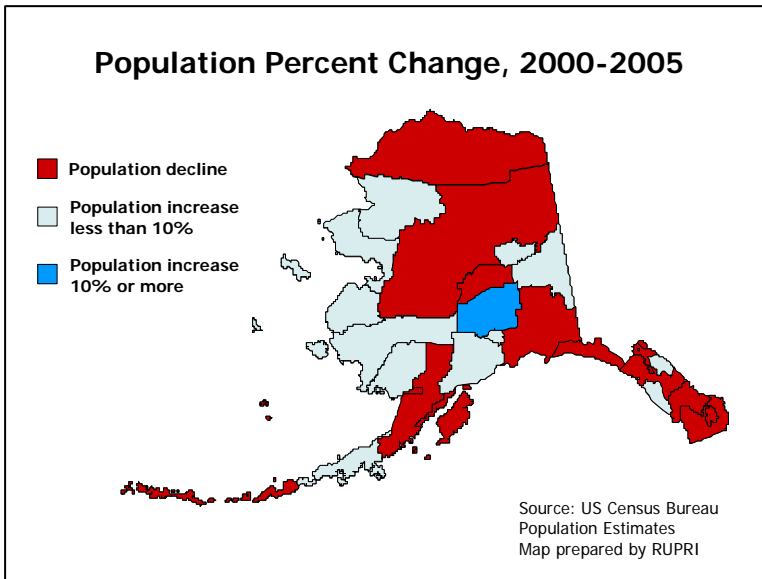 Population Percent Change, 2000-2005
Population decline
Population increase
less than 10%
Population increase
10% or more
Source: US Census Bureau
Population Estimates
Map prepared by RUPRI